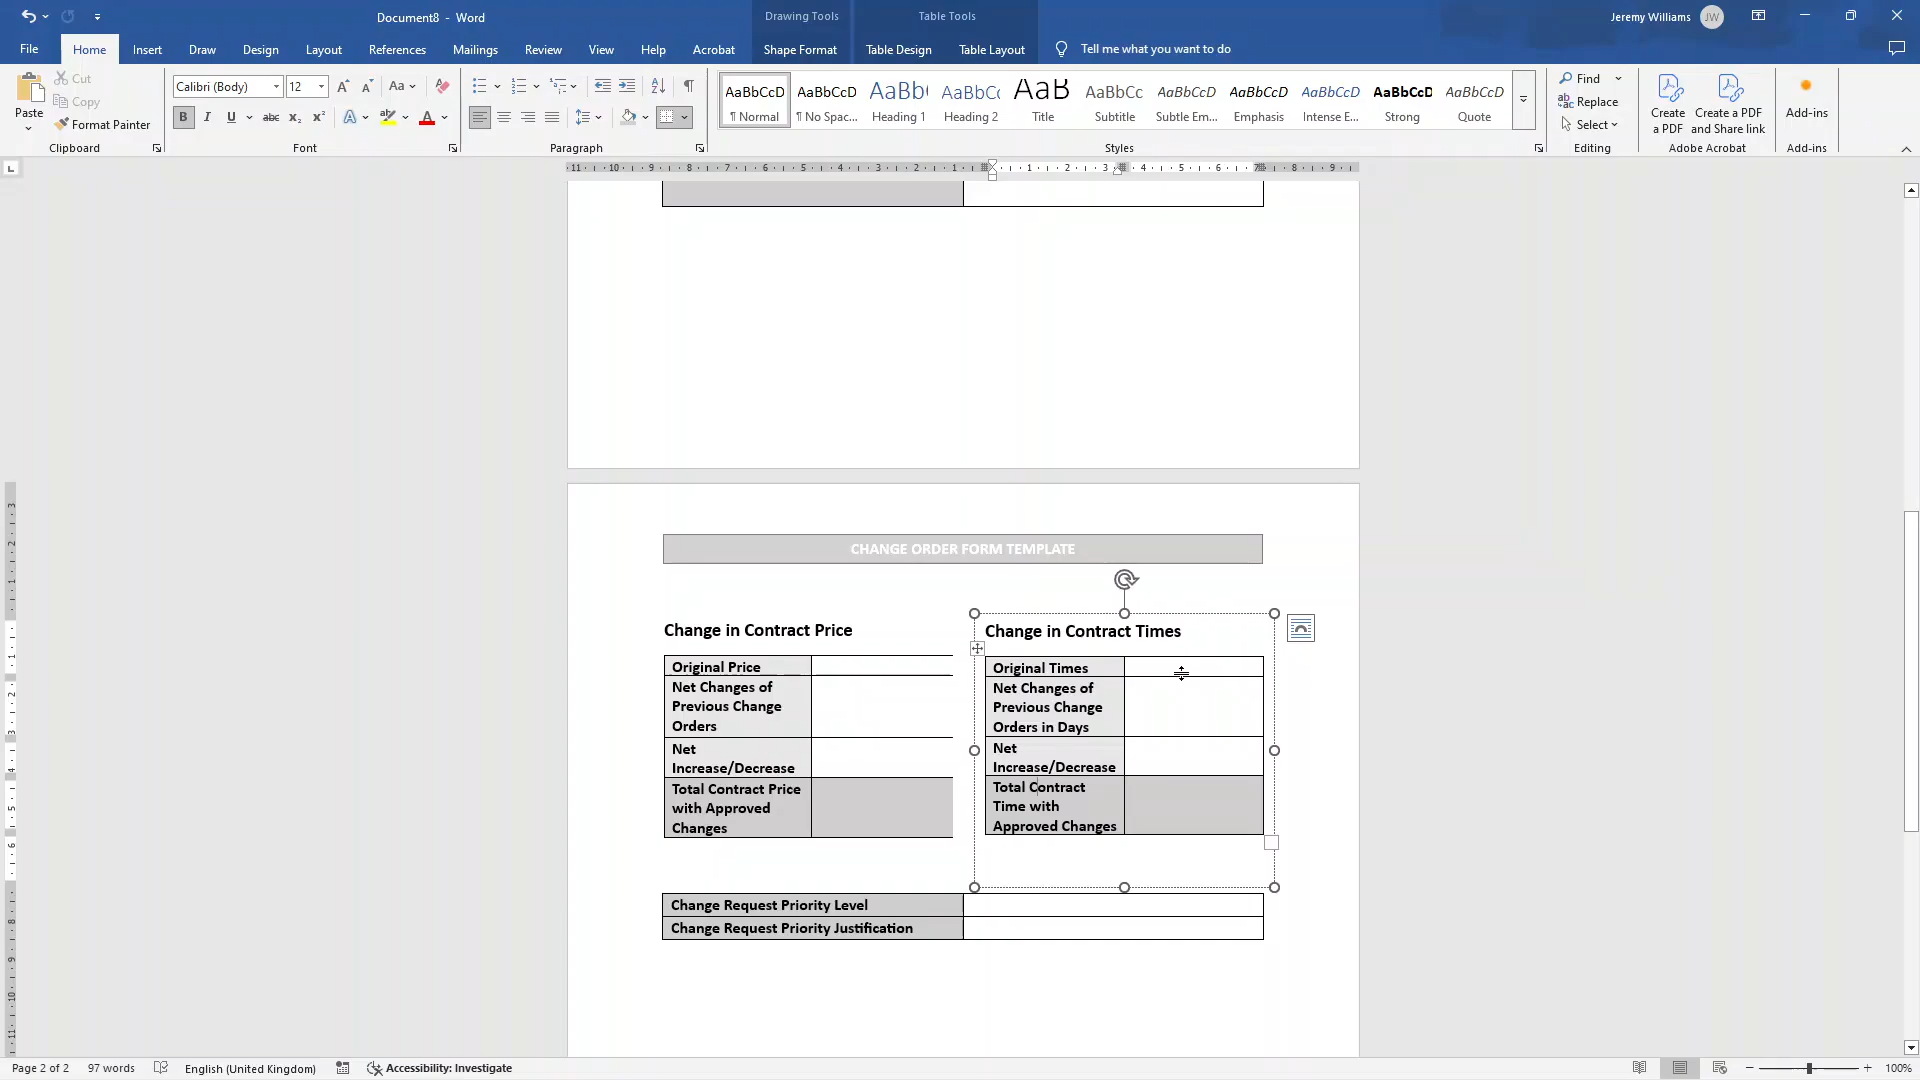 Document8 - Word
Drawing Tools
Table Tools
Jeremy Williams
JW
File
Home
Insert
Draw
Design
Layout
References
Mailings
Review
View
Help
Acrobat
Shape Format
Table Design
Table Layout
Tell me what you want to do
Paste
Cut
Copy
Format Painter
Clipboard
Calibri (Body)
12
Font
Paragraph
AaBbCcD
¶ Normal
AaBbCcD
¶ No Spac...
AaBb(
Heading 1
AaBbCc
Heading 2
AaB
Title
AaBbCc
Subtitle
AaBbCcD
Subtle Em...
AaBbCcD
Emphasis
AaBbCcD
Intense E...
AaBbCcD
Strong
AaBbCcD
Quote
Styles
Find
Replace
Select
Editing
Create a PDF
Create a PDF and Share link
Adobe Acrobat
Add-ins
Add-ins
CHANGE ORDER FORM TEMPLATE
Change in Contract Price
Original Price
Net Changes of
Previous Change
Orders
Net
Increase/Decrease
Total Contract Price
with Approved
Changes
Change in Contract Times
Original Times
Net Changes of
Previous Change
Orders in Days
Net
Increase/Decrease
Total Contract
Time with
Approved Changes
Change Request Priority Level
Change Request Priority Justification
Page 2 of 2
97 words
English (United Kingdom)
Accessibility: Investigate
100%